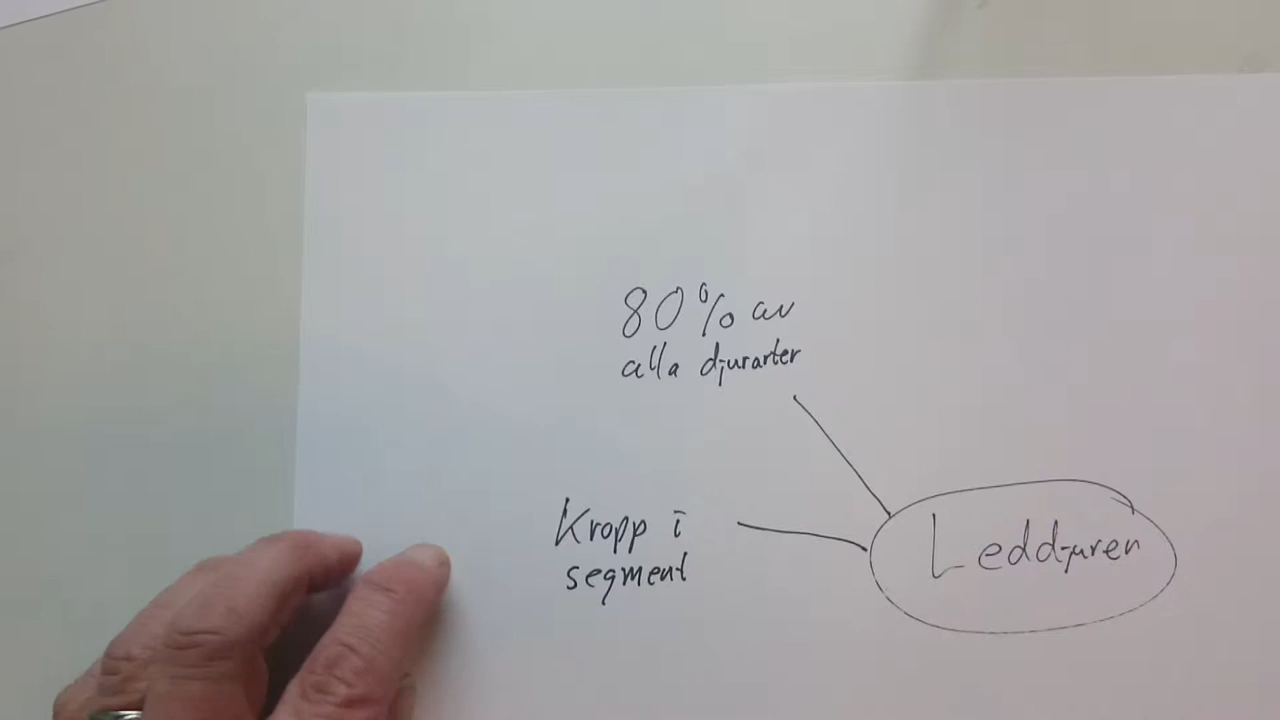 80% av
alla djurarter
Kropp i
segment
Leddjuren